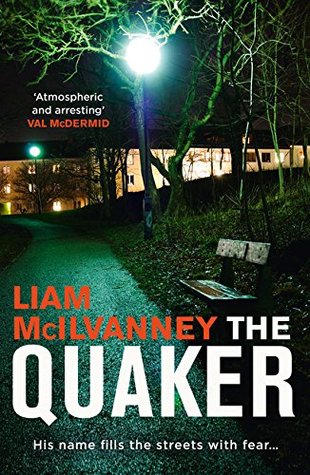 ‘Atmospheric
and arresting’
VAL McDERMID
LIAM
McILVANNEY THE
QUAKER
His name fills the streets with fear...